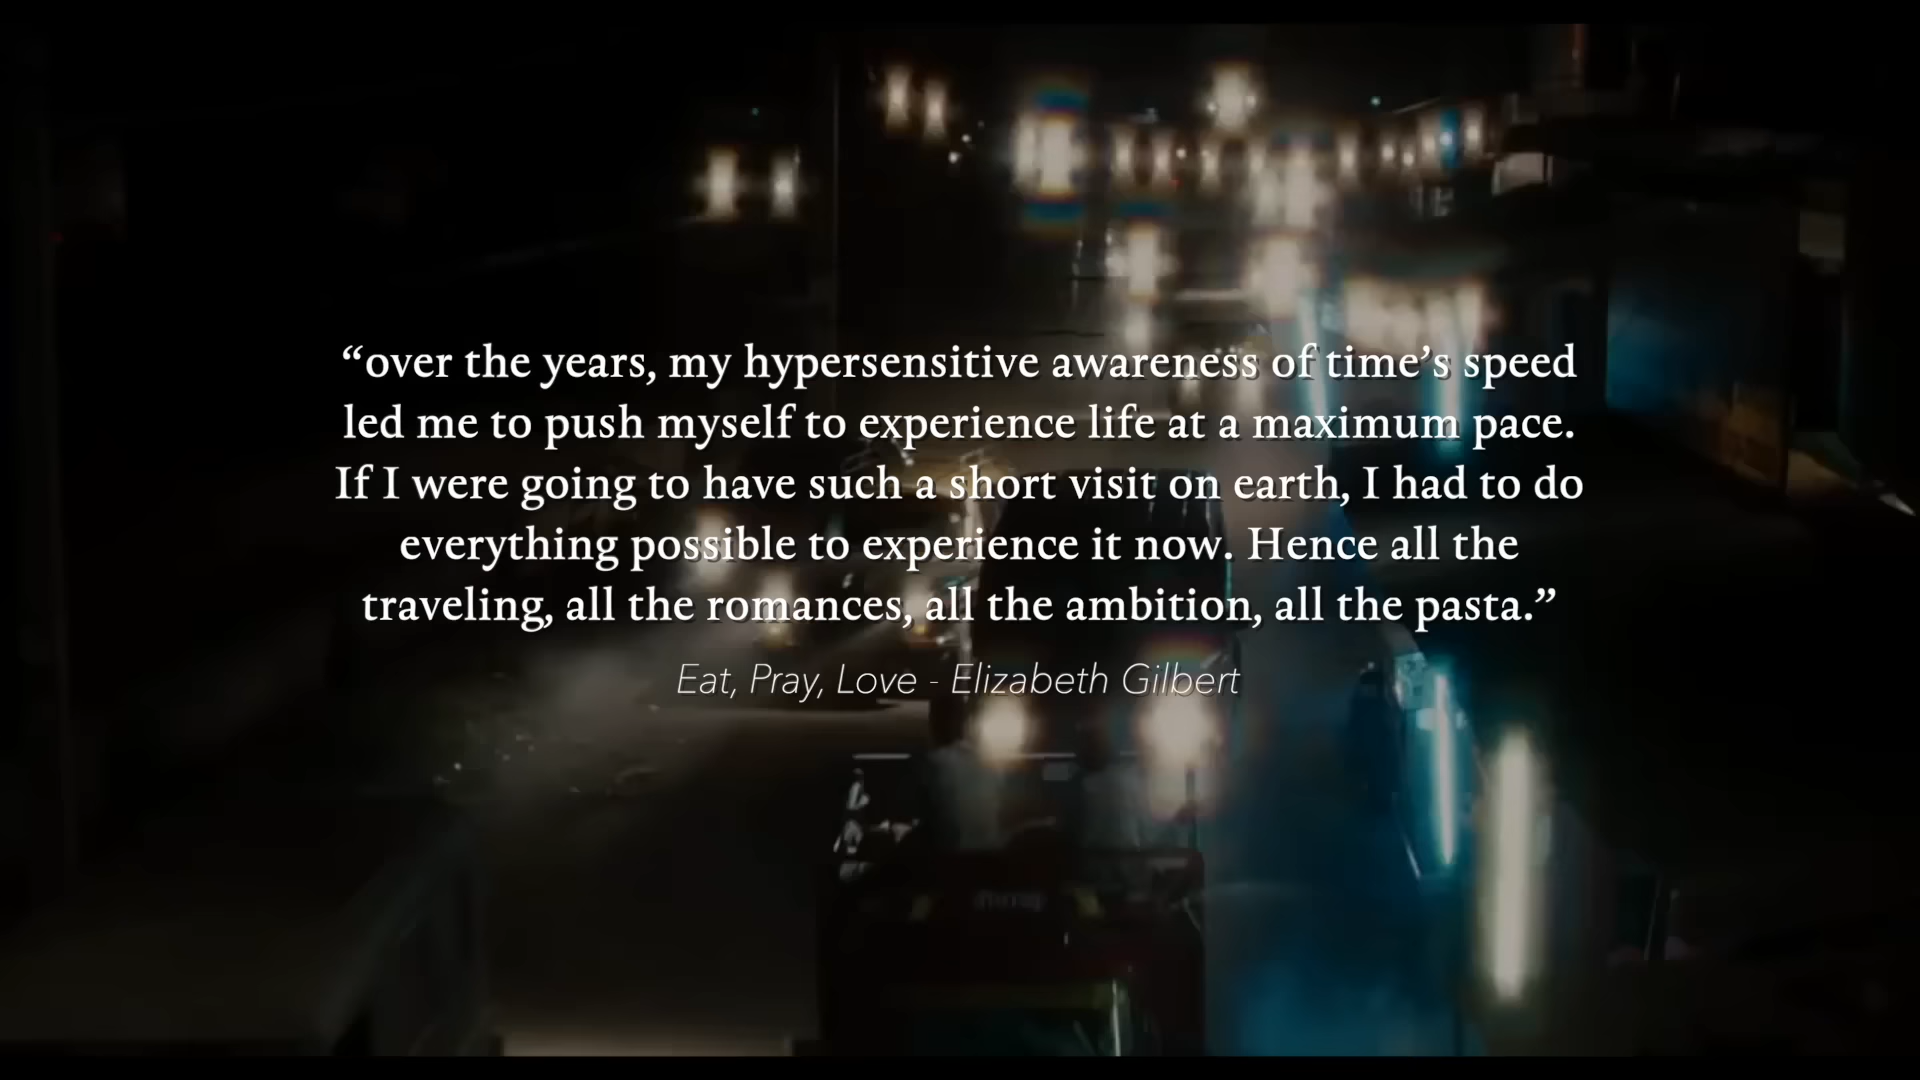 “over the years, my hypersensitive awareness of time’s speed
led me to push myself to experience life at a maximum pace.
If I were going to have such a short visit on earth, I had to do
everything possible to experience it now. Hence all the
traveling, all the romances, all the ambition, all the pasta.”
Eat, Pray, Love - Elizabeth Gilbert